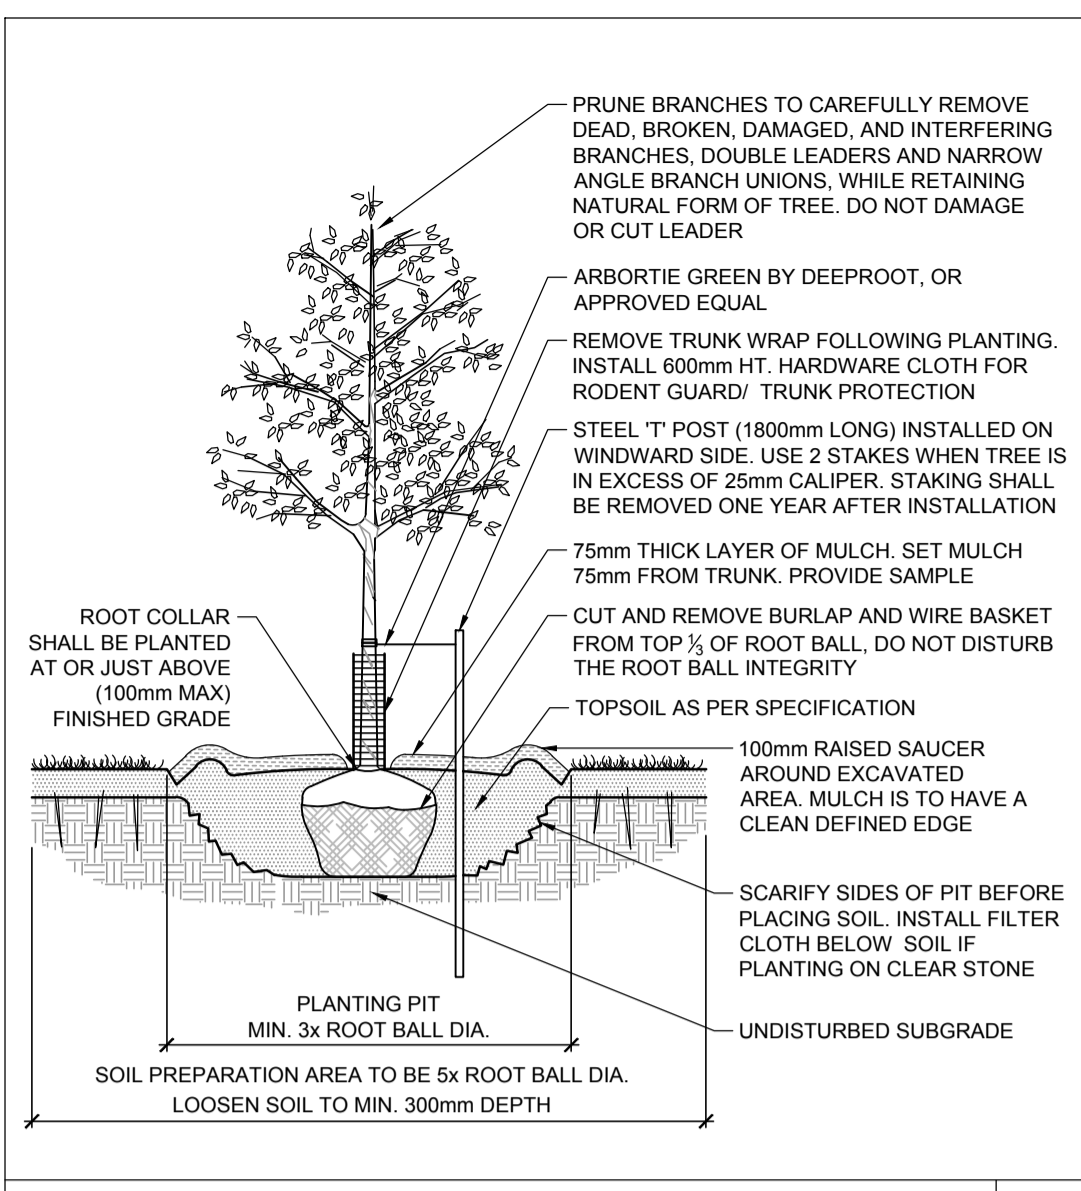 PRUNE BRANCHES TO CAREFULLY REMOVE
DEAD, BROKEN, DAMAGED, AND INTERFERING
BRANCHES, DOUBLE LEADERS AND NARROW
ANGLE BRANCH UNIONS, WHILE RETAINING
NATURAL FORM OF TREE. DO NOT DAMAGE
OR CUT LEADER
ARBORTIE GREEN BY DEEPROOT, OR
APPROVED EQUAL
REMOVE TRUNK WRAP FOLLOWING PLANTING.
INSTALL 600mm HT. HARDWARE CLOTH FOR
RODENT GUARD/ TRUNK PROTECTION
STEEL 'T' POST (1800mm LONG) INSTALLED ON
WINDWARD SIDE. USE 2 STAKES WHEN TREE IS
IN EXCESS OF 25mm CALIPER. STAKING SHALL
BE REMOVED ONE YEAR AFTER INSTALLATION
75mm THICK LAYER OF MULCH. SET MULCH
75mm FROM TRUNK. PROVIDE SAMPLE
CUT AND REMOVE BURLAP AND WIRE BASKET
FROM TOP ⅓ OF ROOT BALL, DO NOT DISTURB
THE ROOT BALL INTEGRITY
TOPSOIL AS PER SPECIFICATION
ROOT COLLAR
SHALL BE PLANTED
AT OR JUST ABOVE
(100mm MAX)
FINISHED GRADE
100mm RAISED SAUCER
AROUND EXCAVATED
AREA. MULCH IS TO HAVE A
CLEAN DEFINED EDGE
SCARIFY SIDES OF PIT BEFORE
PLACING SOIL. INSTALL FILTER
CLOTH BELOW SOIL IF
PLANTING ON CLEAR STONE
UNDISTURBED SUBGRADE
PLANTING PIT
MIN. 3x ROOT BALL DIA.
SOIL PREPARATION AREA TO BE 5x ROOT BALL DIA.
LOOSEN SOIL TO MIN. 300mm DEPTH